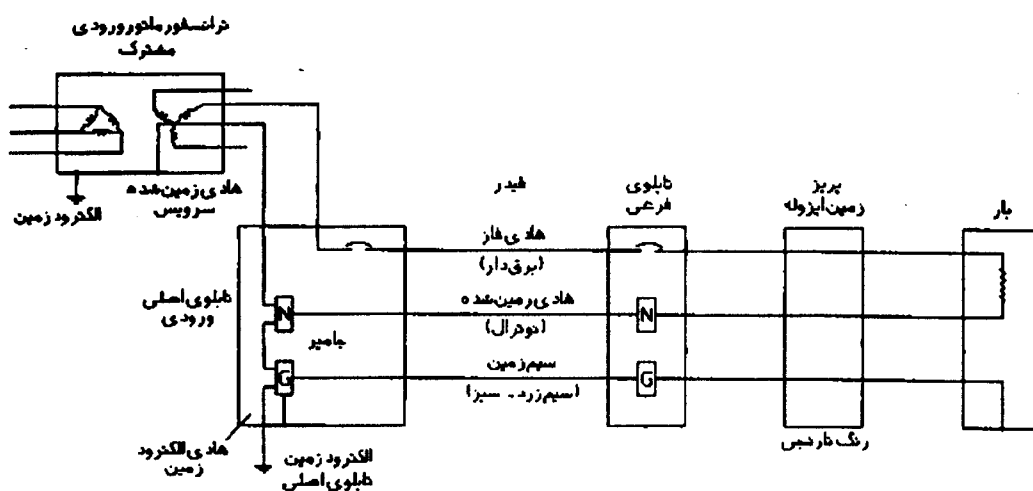 ترانسفورماتور ورودی
مشترک
هادی زمین شده
سرویس
الکترود زمین
فیدر
تابلوی
فرعی
پریز
زمین ایزوله
بار
هادی فاز
(برق‌دار)
تابلوی اصلی
ورودی
هادی زمین شده
(نوترال)
N
N
جامپر
سیم زمین
(سیم زرد - سبز)
G
G
رنگ نارنجی
هادی الکترود
زمین
الکترود زمین
تابلوی اصلی